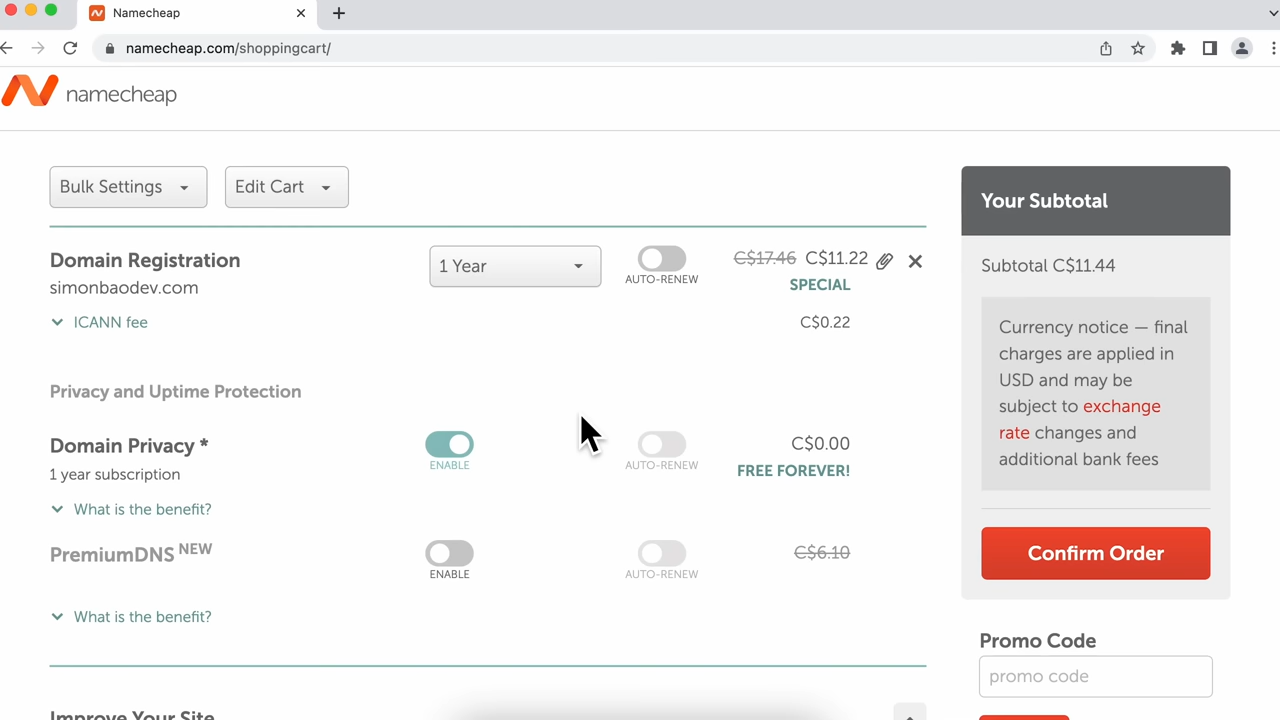 Namecheap
namecheap.com/shoppingcart/
namecheap
Bulk Settings
Edit Cart
Domain Registration
simonbaodev.com
1 Year
AUTO-RENEW
C$17.46 C$11.22
SPECIAL
ICANN fee
C$0.22
Privacy and Uptime Protection
Domain Privacy *
1 year subscription
ENABLE
AUTO-RENEW
C$0.00
FREE FOREVER!
What is the benefit?
PremiumDNS NEW
ENABLE
AUTO-RENEW
C$6.10
What is the benefit?
Improve Your Site
Your Subtotal
Subtotal C$11.44
Currency notice — final
charges are applied in
USD and may be
subject to exchange
rate changes and
additional bank fees
Confirm Order
Promo Code
promo code